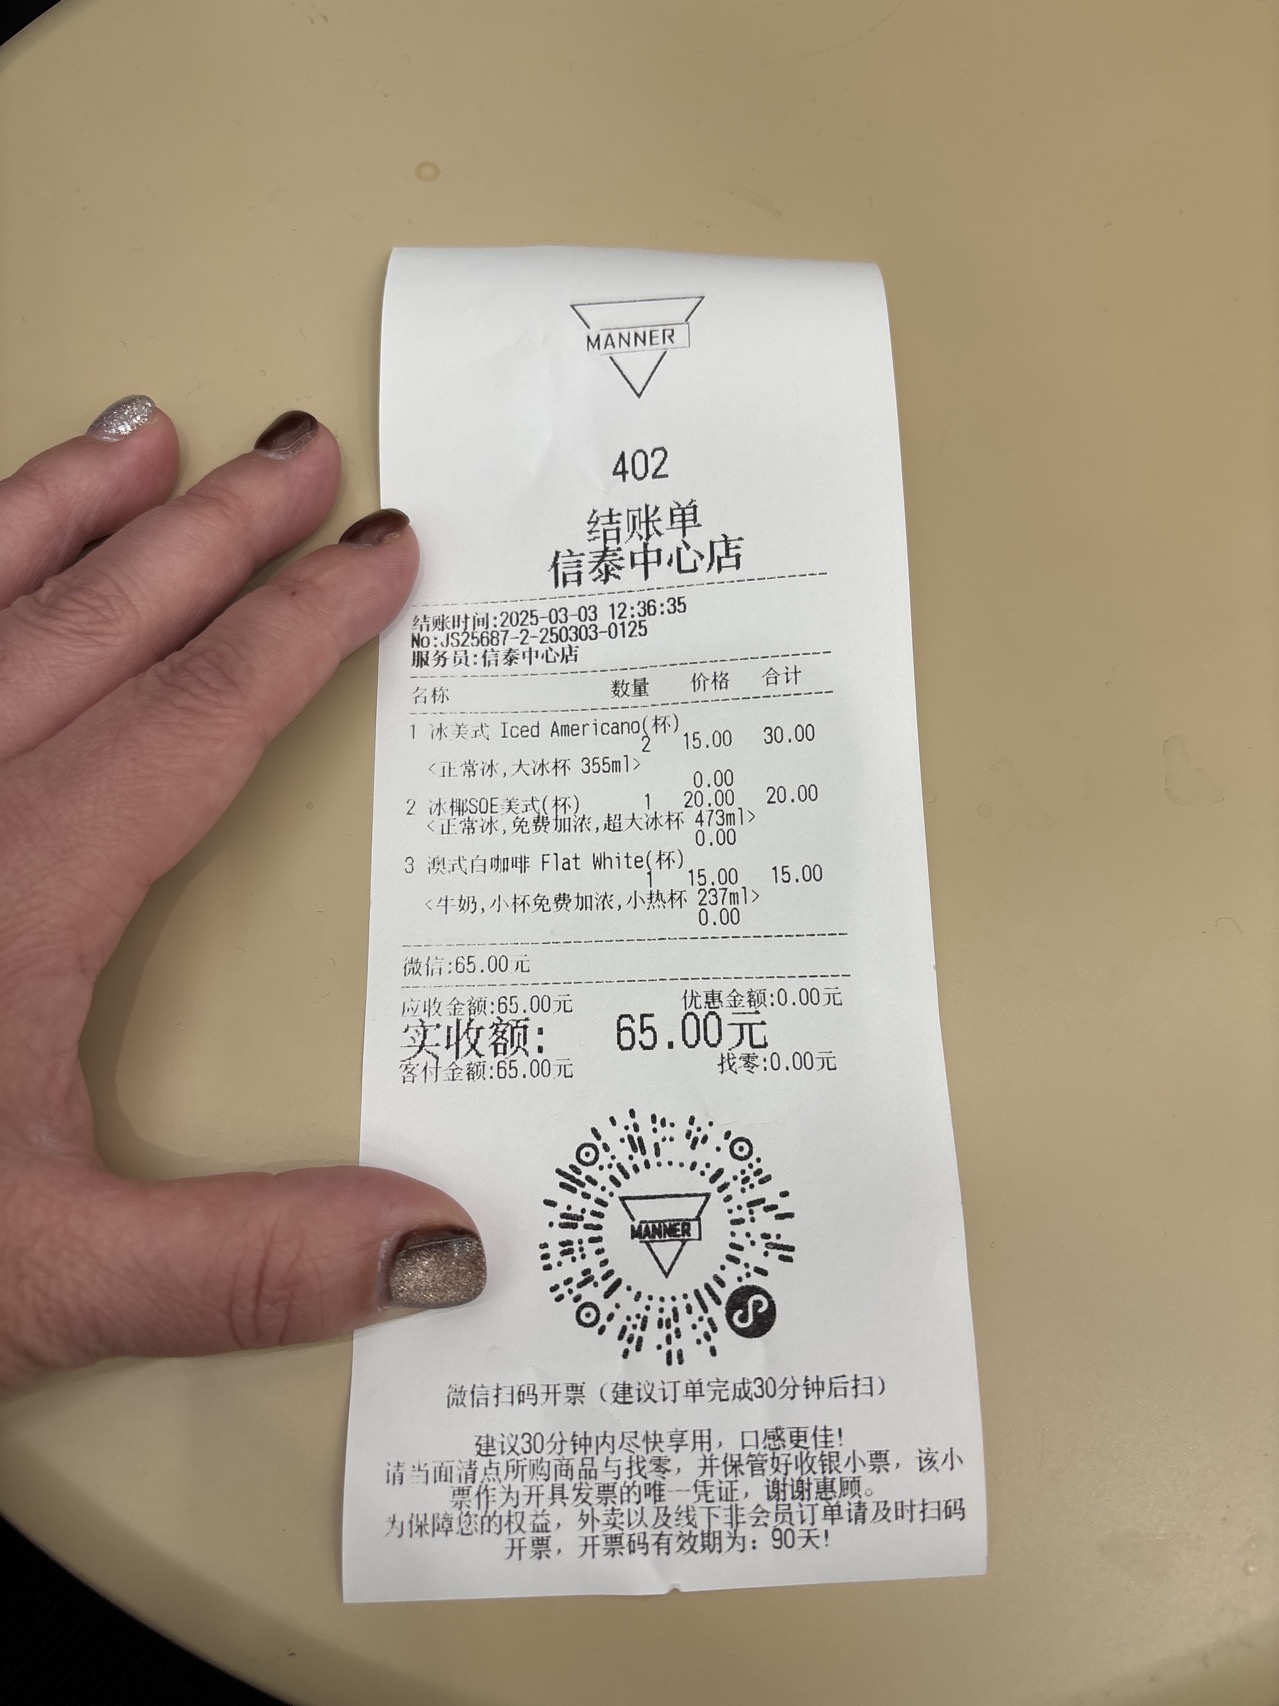 MANNER
402
结账单
信泰中心店
结账时间:2025-03-03 12:36:35
No:JS25687-2-250303-0125
服务员:信泰中心店
名称 数量 价格 合计
1 冰美式 Iced Americano(杯)
2 15.00 30.00
<正常冰,大冰杯 355ml>
0.00
2 冰椰SOE美式(杯) 1 20.00 20.00
<正常冰,免费加浓,超大冰杯 473ml>
0.00
3 澳式白咖啡 Flat White(杯)
1 15.00 15.00
<牛奶,小杯免费加浓,小热杯 237ml>
0.00
微信:65.00元
应收金额:65.00元 优惠金额:0.00元
实收额: 65.00元
客付金额:65.00元 找零:0.00元
MANNER
微信扫码开票（建议订单完成30分钟后扫）
建议30分钟内尽快享用，口感更佳!
请当面清点所购商品与找零，并保管好收银小票，该小
票作为开具发票的唯一凭证，谢谢惠顾。
为保障您的权益，外卖以及线下非会员订单请及时扫码
开票，开票码有效期为：90天!